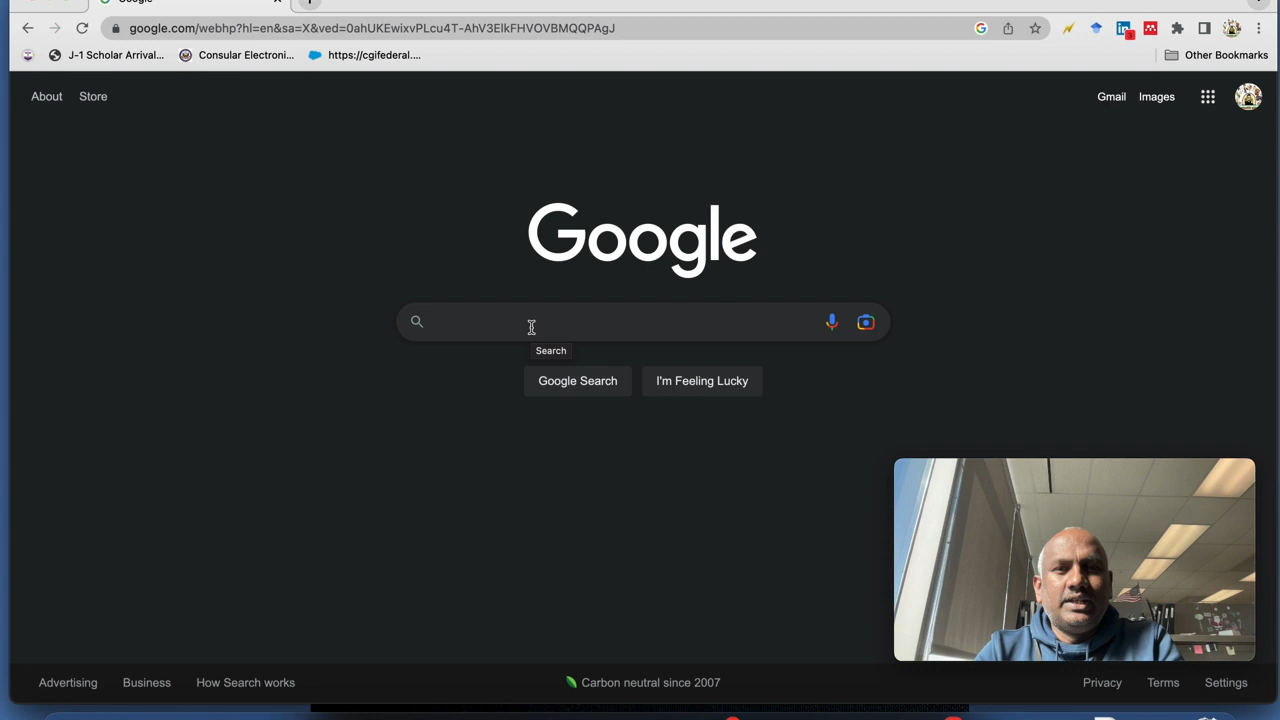 Google
google.com/webhp?hl=en&sa=X&ved=0ahUKEwixvPLcu4T-AhV3ElkFHVOVBMQQPAgJ
3
J-1 Scholar Arrival...
Consular Electroni...
https://cgifederal....
Other Bookmarks
About
Store
Gmail
Images
Google
Search
Google Search
I'm Feeling Lucky
Advertising
Business
How Search works
Carbon neutral since 2007
Privacy
Terms
Settings